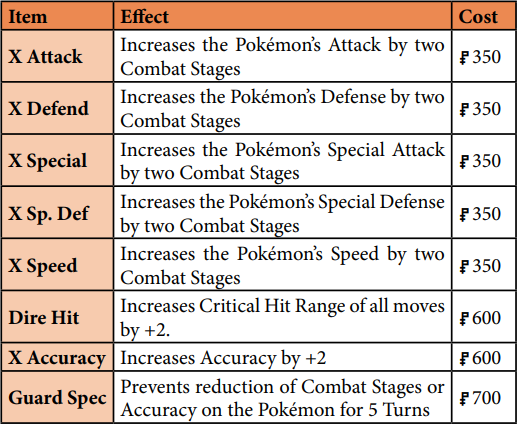 Item Effect Cost
X Attack Increases the Pokémon's Attack by two Combat Stages ₣350
X Defend Increases the Pokémon's Defense by two Combat Stages ₣350
X Special Increases the Pokémon's Special Attack by two Combat Stages ₣350
X Sp. Def Increases the Pokémon's Special Defense by two Combat Stages ₣350
X Speed Increases the Pokémon's Speed by two Combat Stages ₣350
Dire Hit Increases Critical Hit Range of all moves by +2. ₣600
X Accuracy Increases Accuracy by +2 ₣600
Guard Spec Prevents reduction of Combat Stages or Accuracy on the Pokémon for 5 Turns ₣700